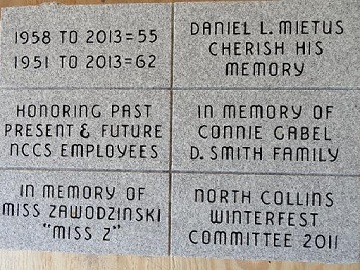 1958 TO 2013=55
1951 TO 2013=62
DANIEL L. MIETUS
CHERISH HIS
MEMORY
HONORING PAST
PRESENT & FUTURE
NCCS EMPLOYEES
IN MEMORY OF
CONNIE GABEL
D. SMITH FAMILY
IN MEMORY OF
MISS ZAWODZINSKI
"MISS Z"
NORTH COLLINS
WINTERFEST
COMMITTEE 2011